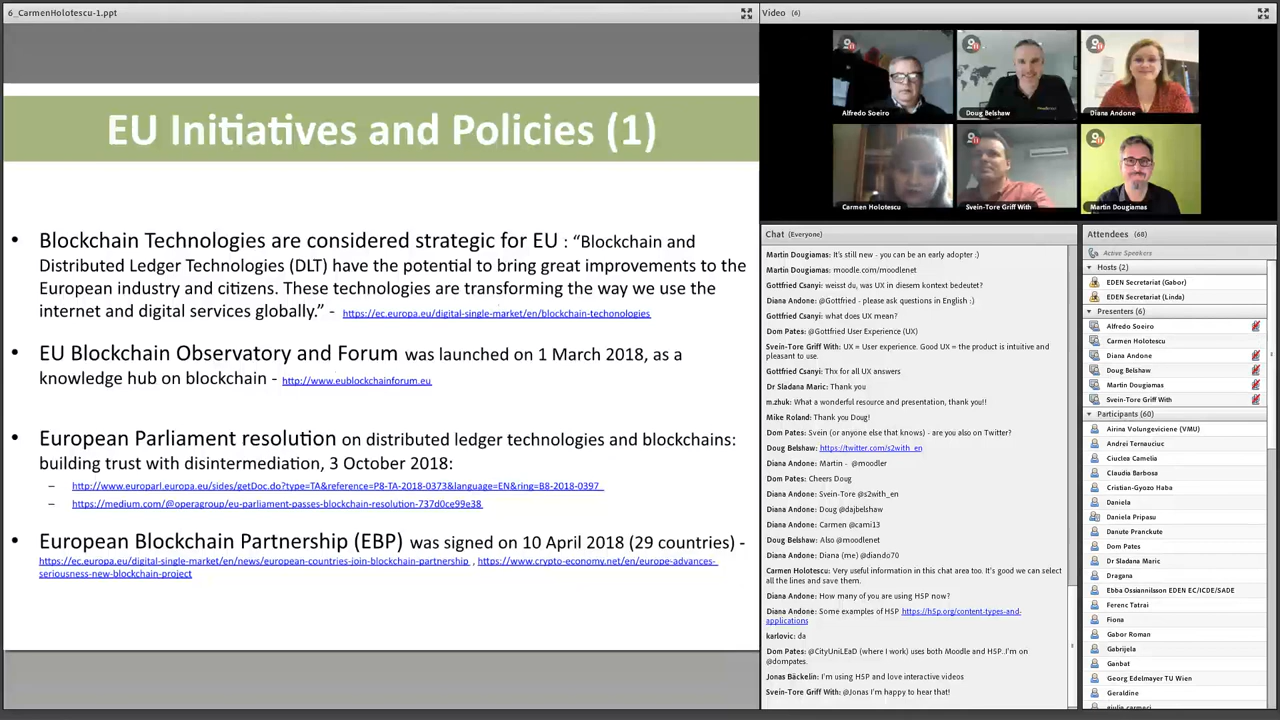 6_CarmenHolotescu-1.ppt
EU Initiatives and Policies (1)
• Blockchain Technologies are considered strategic for EU : “Blockchain and
Distributed Ledger Technologies (DLT) have the potential to bring great improvements to the
European industry and citizens. These technologies are transforming the way we use the
internet and digital services globally.” - https://ec.europa.eu/digital-single-market/en/blockchain-techonologies
• EU Blockchain Observatory and Forum was launched on 1 March 2018, as a
knowledge hub on blockchain - http://www.eublockchainforum.eu
• European Parliament resolution on distributed ledger technologies and blockchains:
building trust with disintermediation, 3 October 2018:
– http://www.europarl.europa.eu/sides/getDoc.do?type=TA&reference=P8-TA-2018-0373&language=EN&ring=B8-2018-0397
– https://medium.com/@operagroup/eu-parliament-passes-blockchain-resolution-737d0ce99e38
• European Blockchain Partnership (EBP) was signed on 10 April 2018 (29 countries) -
https://ec.europa.eu/digital-single-market/en/news/european-countries-join-blockchain-partnership , https://www.crypto-economy.net/en/europe-advances-
seriousness-new-blockchain-project
Video (6)
Alfredo Soeiro
Doug Belshaw
Diana Andone
Carmen Holotescu
Svein-Tore Griff With
Martin Dougiamas
Chat (Everyone)
Martin Dougiamas: It's still new - you can be an early adopter :)
Martin Dougiamas: moodle.com/moodlenet
Gottfried Csanyi: weisst du, was UX in diesem kontext bedeutet?
Diana Andone: @Gottfried - please ask questions in English :)
Gottfried Csanyi: what does UX mean?
Dom Pates: @Gottfried User Experience (UX)
Svein-Tore Griff With: UX = User experience. Good UX = the product is intuitive and
pleasant to use.
Gottfried Csanyi: Thx for all UX answers
Dr Sladana Maric: Thank you
m.zhuk: What a wonderful resource and presentation, thank you!!
Mike Roland: Thank you Doug!
Dom Pates: Svein (or anyone else that knows) - are you also on Twitter?
Doug Belshaw: https://twitter.com/s2with_en
Diana Andone: Martin - @moodler
Dom Pates: Cheers Doug
Diana Andone: Svein-Tore @s2with_en
Diana Andone: Doug @dajbelshaw
Diana Andone: Carmen @cami13
Doug Belshaw: Also @moodlenet
Diana Andone: Diana (me) @diando70
Carmen Holotescu: Very useful information in this chat area too. It's good we can select
all the lines and save them.
Diana Andone: How many of you are using H5P now?
Diana Andone: Some examples of H5P https://h5p.org/content-types-and-
applications
karlovic: da
Dom Pates: @CityUniLEaD (where I work) uses both Moodle and H5P..I'm on
@dompates.
Jonas Bäckelin: I'm using H5P and love interactive videos
Svein-Tore Griff With: @Jonas I'm happy to hear that!
Attendees (68)
Active Speakers
Hosts (2)
EDEN Secretariat (Gabor)
EDEN Secretariat (Linda)
Presenters (6)
Alfredo Soeiro
Carmen Holotescu
Diana Andone
Doug Belshaw
Martin Dougiamas
Svein-Tore Griff With
Participants (60)
Airina Volungeviciene (VMU)
Andrei Ternauciuc
Ciuclea Camelia
Claudia Barbosa
Cristian-Gyozo Haba
Daniela
Daniela Pripasu
Danute Pranckute
Dom Pates
Dr Sladana Maric
Dragana
Ebba Ossiannilsson EDEN EC/ICDE/SADE
Ferenc Tatrai
Fiona
Gabor Roman
Gabrijela
Ganbat
Georg Edelmayer TU Wien
Geraldine